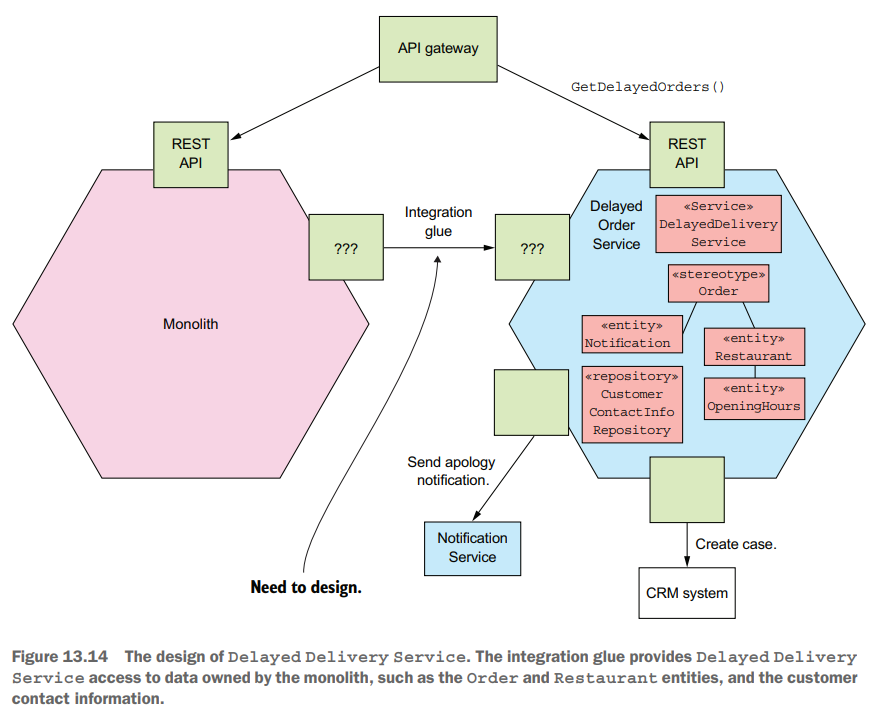 API gateway
GetDelayedOrders()
REST
API
REST
API
Integration
glue
???
???
Monolith
Delayed
Order
Service
«Service»
DelayedDelivery
Service
«stereotype»
Order
«entity»
Notification
«entity»
Restaurant
«repository»
Customer
ContactInfo
Repository
«entity»
OpeningHours
Send apology
notification.
Notification
Service
Create case.
CRM system
Need to design.
Figure 13.14 The design of Delayed Delivery Service. The integration glue provides Delayed Delivery
Service access to data owned by the monolith, such as the Order and Restaurant entities, and the customer
contact information.